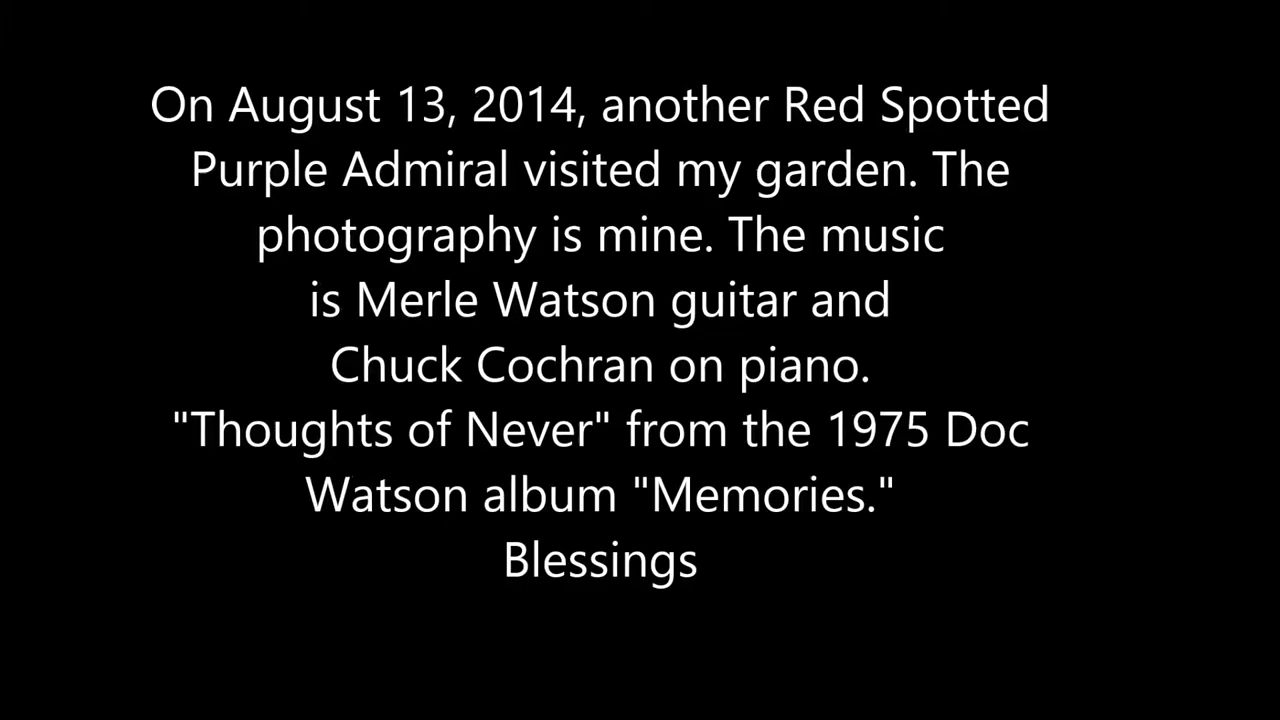 On August 13, 2014, another Red Spotted
Purple Admiral visited my garden. The
photography is mine. The music
is Merle Watson guitar and
Chuck Cochran on piano.
"Thoughts of Never" from the 1975 Doc
Watson album "Memories."
Blessings